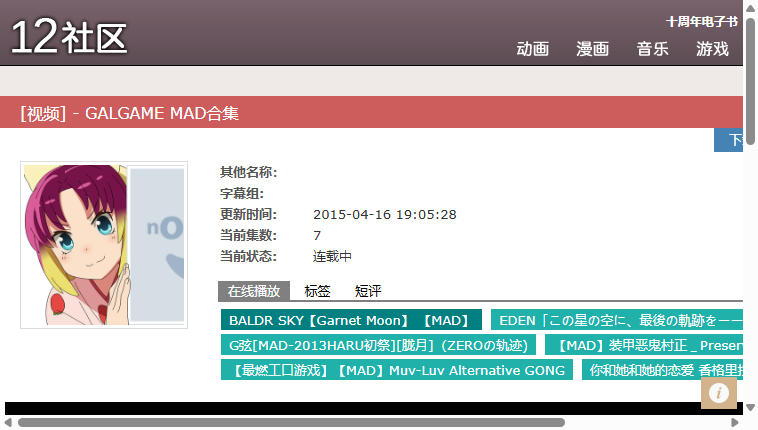 12社区
十周年电子书
动画 漫画 音乐 游戏
[视频] - GALGAME MAD合集
下
其他名称:
字幕组:
更新时间: 2015-04-16 19:05:28
当前集数: 7
当前状态: 连载中
在线播放 标签 短评
BALDR SKY【Garnet Moon】 【MAD】 EDEN「この星の空に、最後の軌跡を——
G弦[MAD-2013HARU初祭][朧月]（ZEROの轨迹) 【MAD】装甲恶鬼村正 _ Presen
【最燃工口游戏】【MAD】Muv-Luv Alternative GONG 你和她和她的恋爱 香格里
no